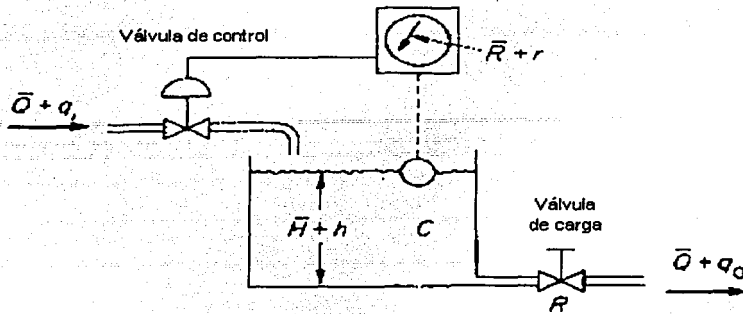 Válvula de control
R̄ + r
Q̄ + qᵢ
H̄ + h
C
Válvula
de carga
R
Q̄ + q₀